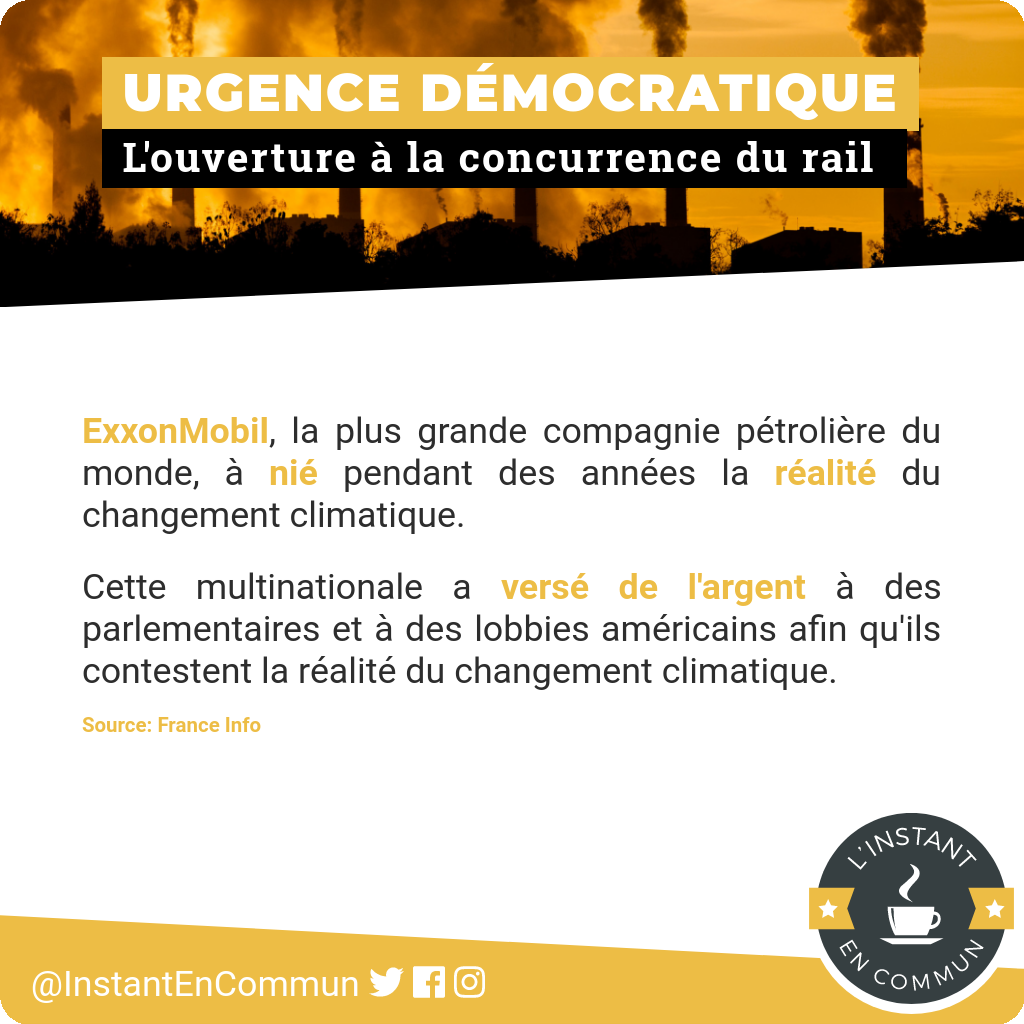 URGENCE DÉMOCRATIQUE
L'ouverture à la concurrence du rail
ExxonMobil, la plus grande compagnie pétrolière du
monde, à nié pendant des années la réalité du
changement climatique.
Cette multinationale a versé de l'argent à des
parlementaires et à des lobbies américains afin qu'ils
contestent la réalité du changement climatique.
Source: France Info
L'INSTANT
EN COMMUN
@InstantEnCommun